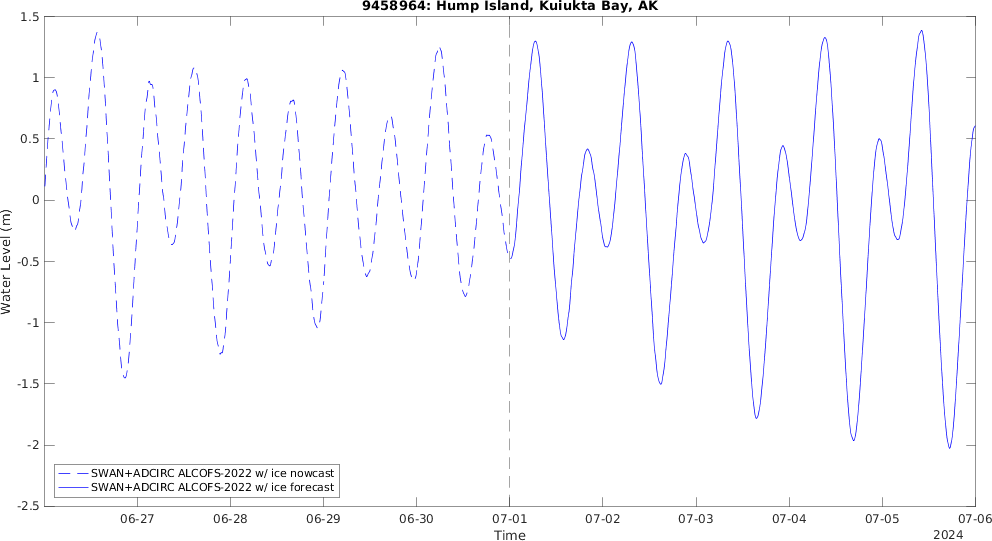 9458964: Hump Island, Kuiukta Bay, AK
1.5
1
0.5
0
-0.5
-1
-1.5
-2
-2.5
Water Level (m)
SWAN+ADCIRC ALCOFS-2022 w/ ice nowcast
SWAN+ADCIRC ALCOFS-2022 w/ ice forecast
06-27 06-28 06-29 06-30 07-01 07-02 07-03 07-04 07-05 07-06
Time
2024